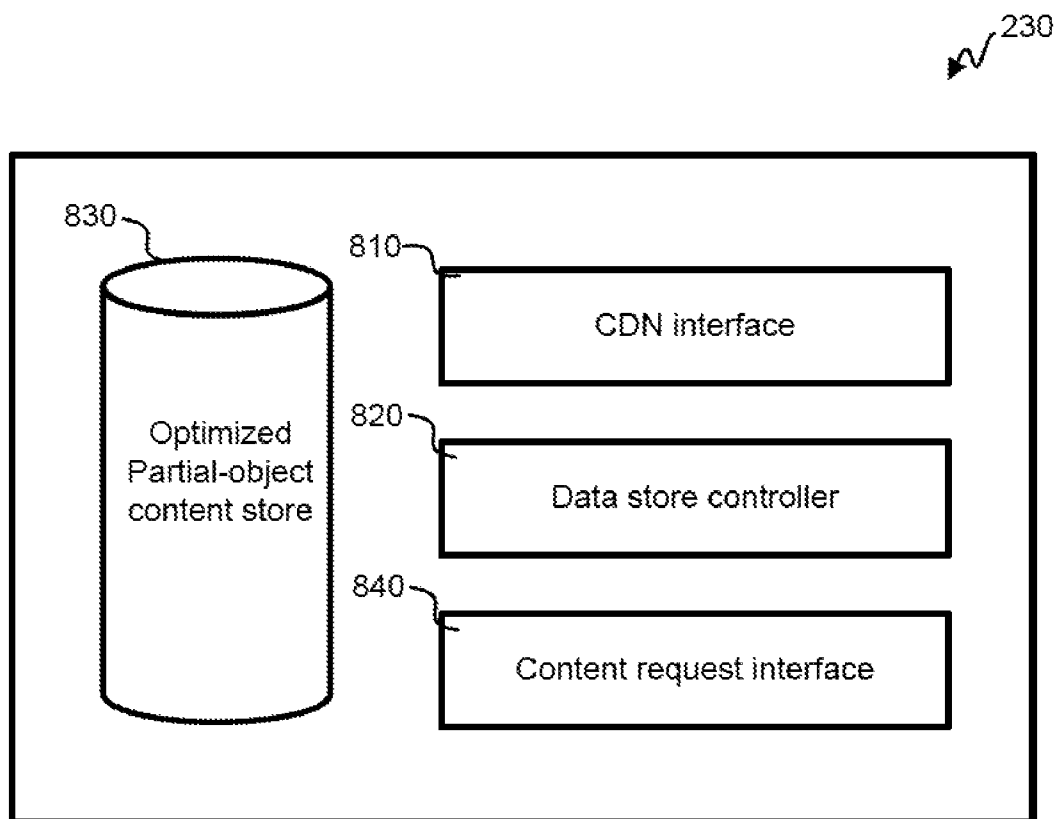 230
830
810
CDN interface
820
Optimized
Partial-object
content store
Data store controller
840
Content request interface